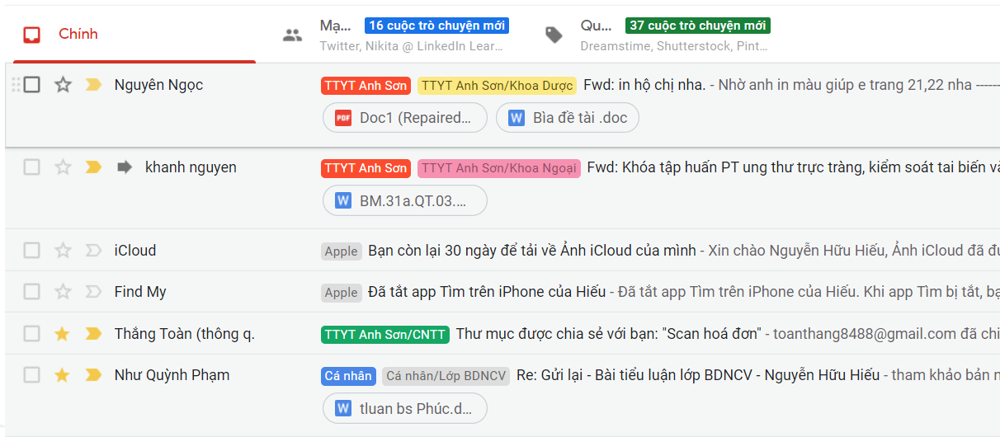 Chính
Mạ... 16 cuộc trò chuyện mới
Twitter, Nikita @ LinkedIn Lear...
Qu... 37 cuộc trò chuyện mới
Dreamstime, Shutterstock, Pint...
Nguyên Ngọc TTYT Anh Sơn TTYT Anh Sơn/Khoa Dược Fwd: in hộ chị nha. - Nhờ anh in màu giúp e trang 21,22 nha -------
PDF Doc1 (Repaired... W Bìa đề tài .doc
khanh nguyen TTYT Anh Sơn TTYT Anh Sơn/Khoa Ngoại Fwd: Khóa tập huấn PT ung thư trực tràng, kiểm soát tai biến và
W BM.31a.QT.03....
iCloud Apple Bạn còn lại 30 ngày để tải về Ảnh iCloud của mình - Xin chào Nguyễn Hữu Hiếu, Ảnh iCloud đã
Find My Apple Đã tắt app Tìm trên iPhone của Hiếu - Đã tắt app Tìm trên iPhone của Hiếu. Khi app Tìm bị tắt,
Thắng Toàn (thông q. TTYT Anh Sơn/CNTT Thư mục được chia sẻ với bạn: "Scan hoá đơn" - toanthang8488@gmail.com đã
Như Quỳnh Phạm Cá nhân Cá nhân/Lớp BDNCV Re: Gửi lại - Bài tiểu luận lớp BDNCV - Nguyễn Hữu Hiếu - tham khảo bản
W tluan bs Phúc.d...